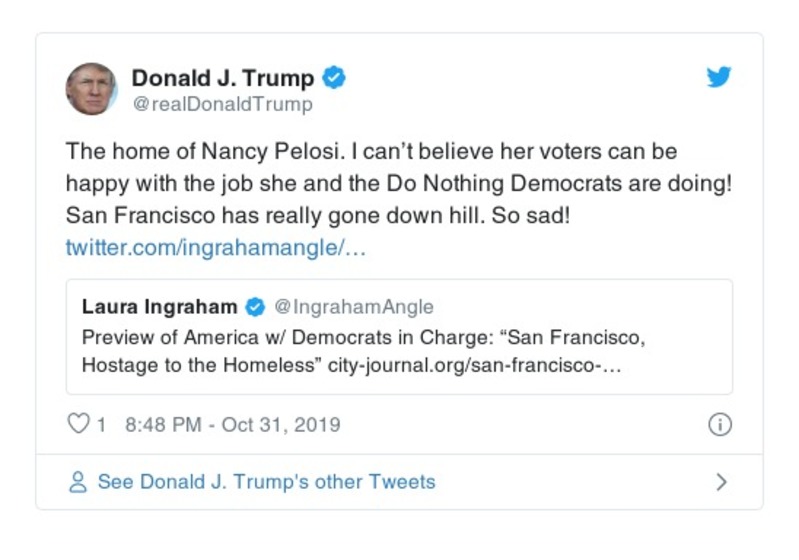 Donald J. Trump
@realDonaldTrump
The home of Nancy Pelosi. I can’t believe her voters can be
happy with the job she and the Do Nothing Democrats are doing!
San Francisco has really gone down hill. So sad!
twitter.com/ingrahamangle/…
Laura Ingraham @IngrahamAngle
Preview of America w/ Democrats in Charge: “San Francisco,
Hostage to the Homeless” city-journal.org/san-francisco-…
1 8:48 PM - Oct 31, 2019
See Donald J. Trump's other Tweets